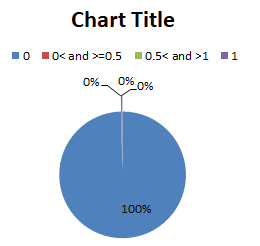 Chart Title
0 0< and >=0.5 0.5< and >1 1
0% 0% 0%
100%